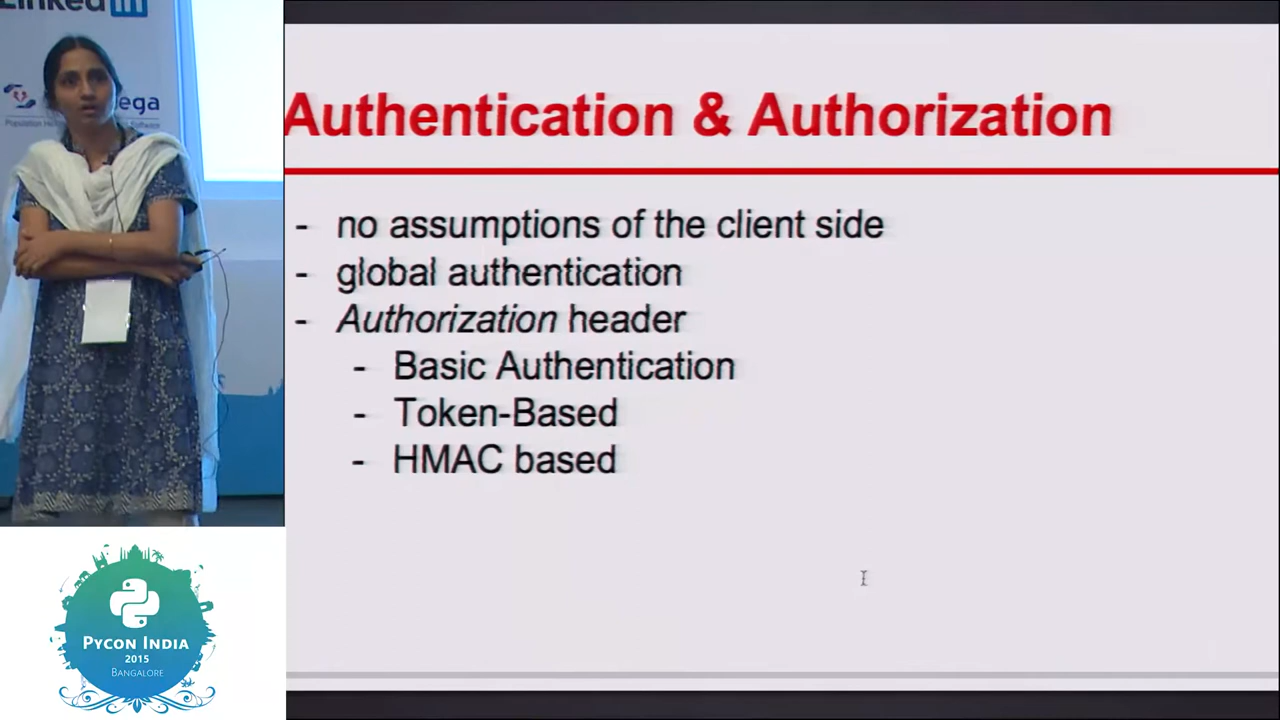 Linked in
ega
Authentication & Authorization
- no assumptions of the client side
- global authentication
- Authorization header
- Basic Authentication
- Token-Based
- HMAC based
PYCON INDIA
2015
BANGALORE